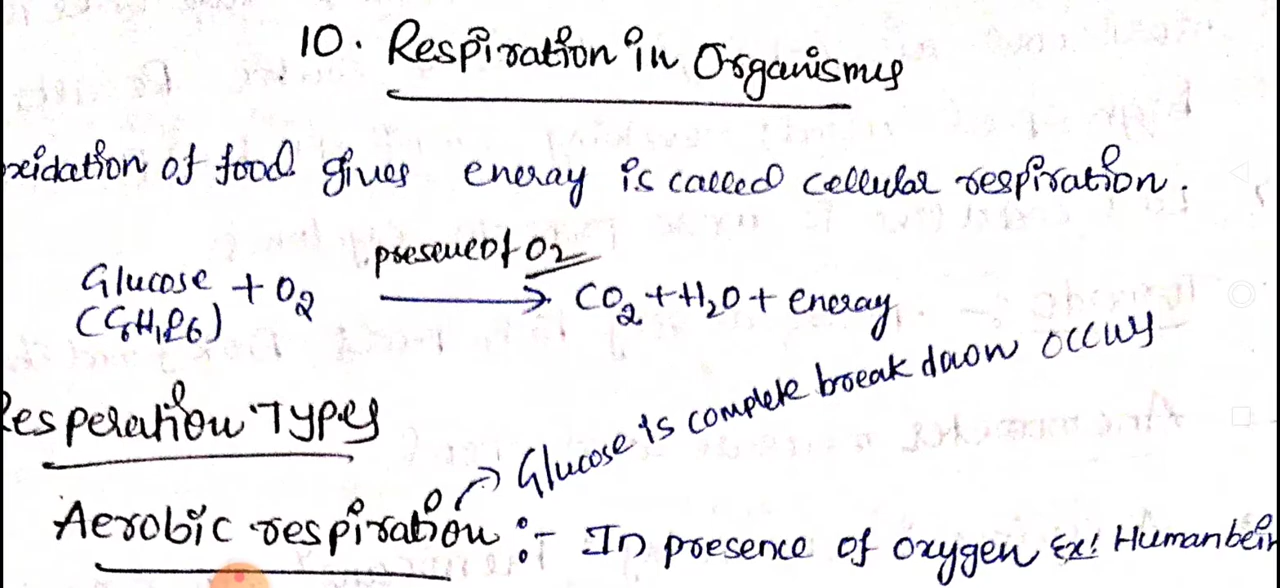 10. Respiration in Organisms
oxidation of food gives energy is called cellular respiration.
presence of O2
Glucose + O2 → CO2 + H2O + energy
(C6H12O6)
Resperation Types
→ Glucose is complete break down occurs
Aerobic respiration :- In presence of oxygen Ex! Human bein